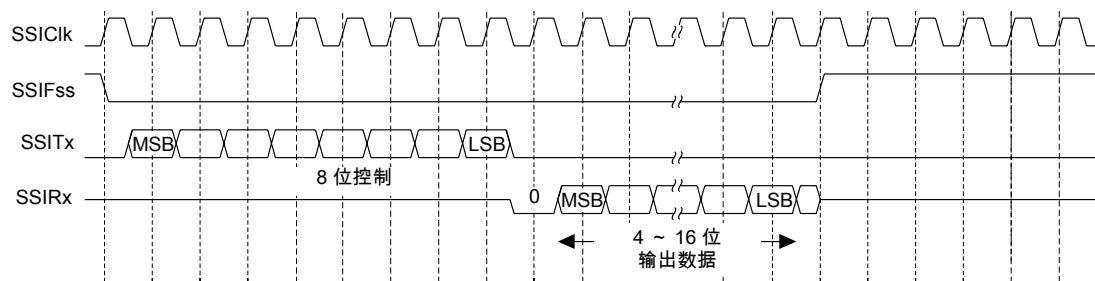 SSIClk
SSIFss
SSITx MSB LSB
8 位控制
SSIRx 0 MSB LSB
4 ~ 16 位
输出数据